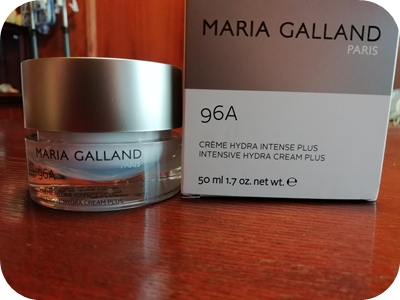 MARIA GALLAND
PARIS
96A
CRÈME HYDRA INTENSE PLUS
INTENSIVE HYDRA CREAM PLUS
50 ml 1.7 oz. net wt. ℮
MARIA GALLAND
PARIS
96A
HYDRA CREAM PLUS